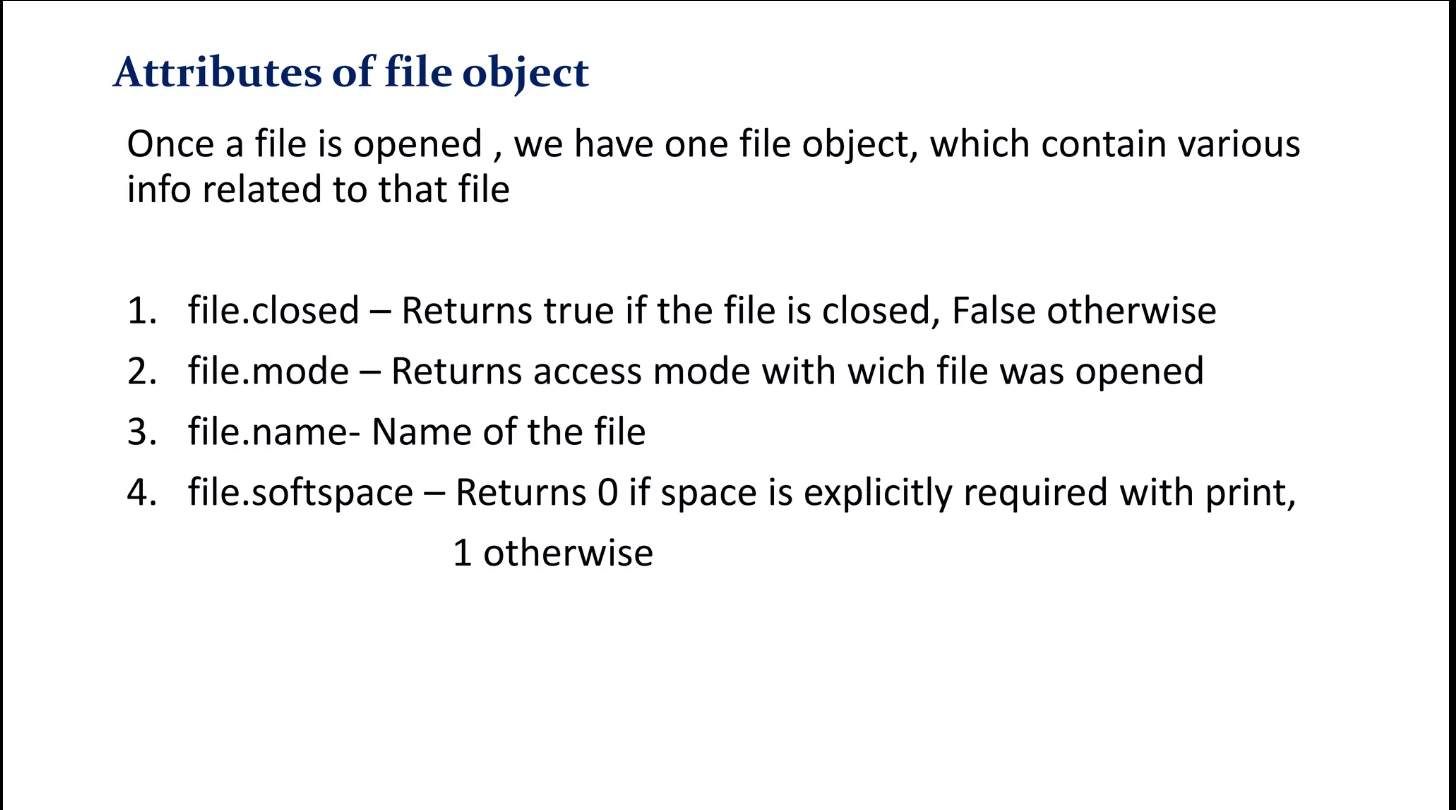 Attributes of file object
Once a file is opened , we have one file object, which contain various
info related to that file
1. file.closed – Returns true if the file is closed, False otherwise
2. file.mode – Returns access mode with wich file was opened
3. file.name- Name of the file
4. file.softspace – Returns 0 if space is explicitly required with print,
1 otherwise